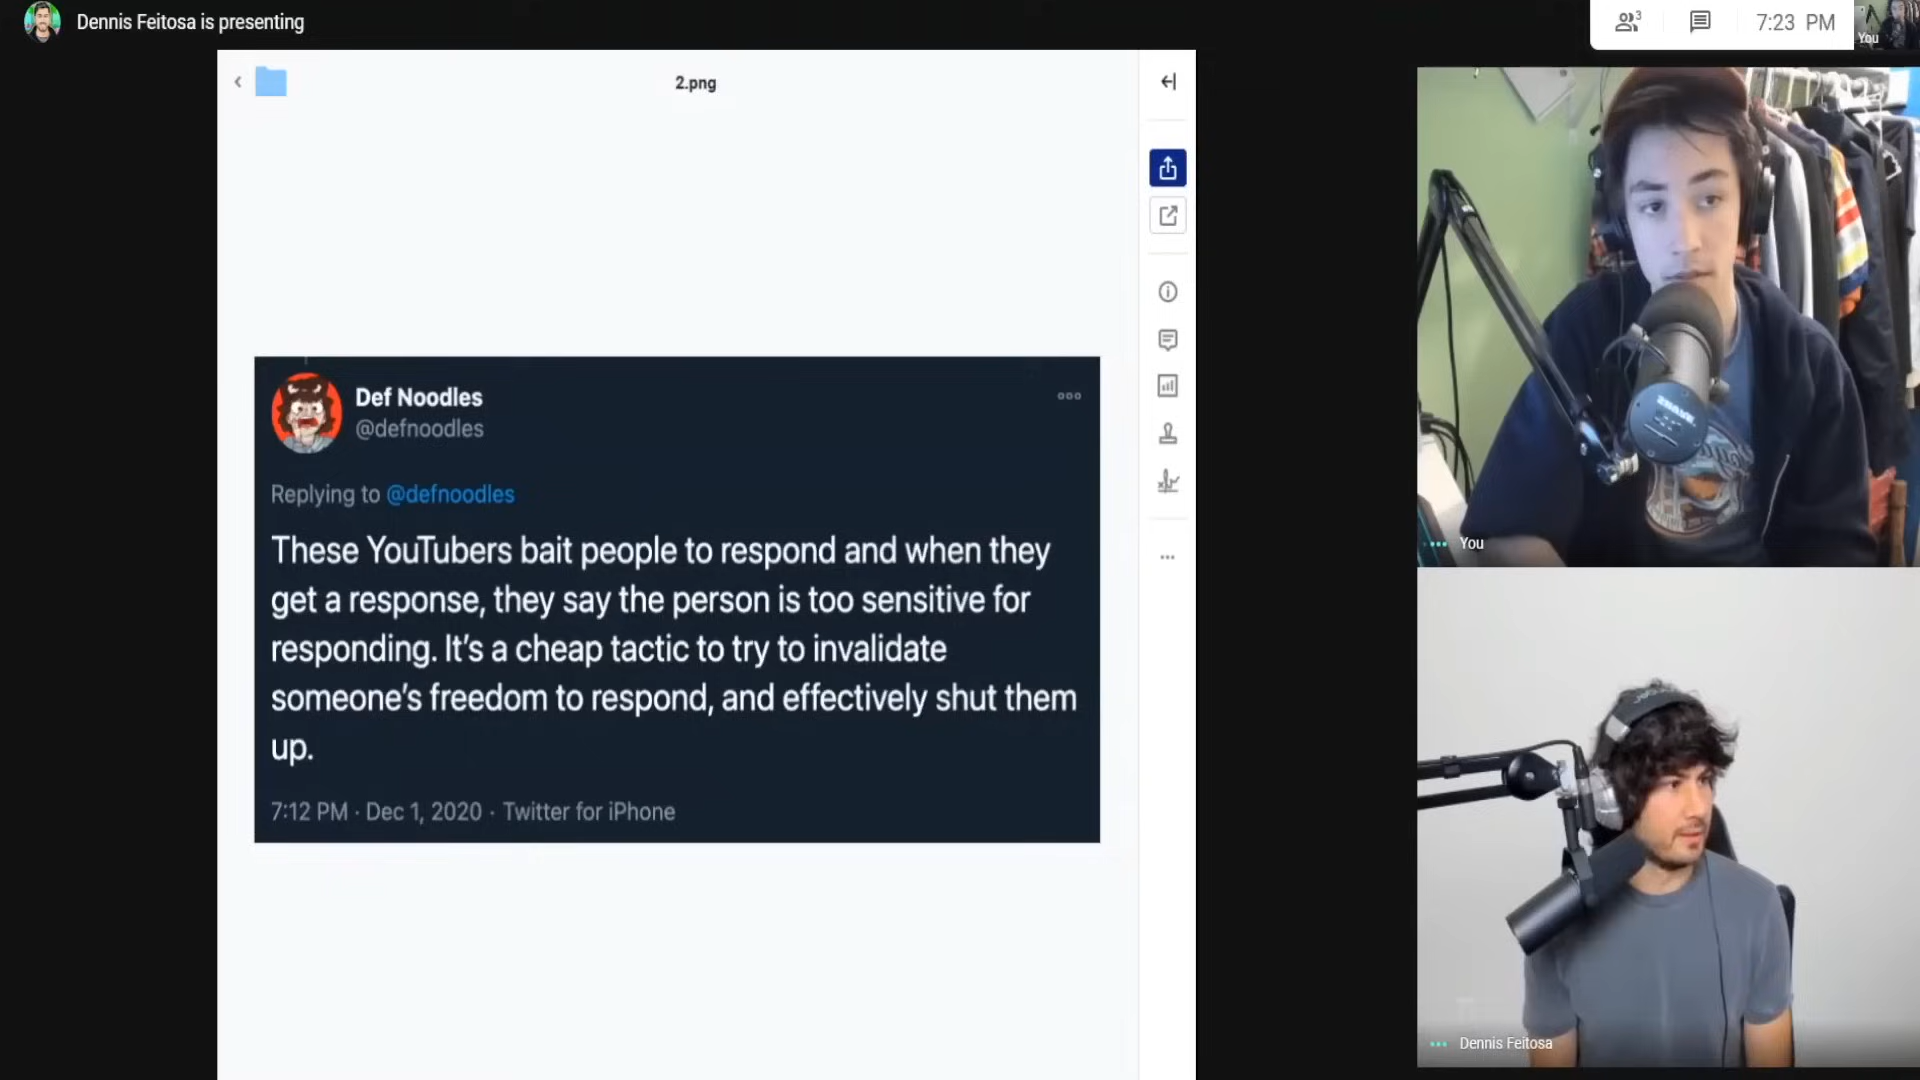 Dennis Feitosa is presenting
3
7:23 PM
You
2.png
Def Noodles
@defnoodles
Replying to @defnoodles
These YouTubers bait people to respond and when they
get a response, they say the person is too sensitive for
responding. It’s a cheap tactic to try to invalidate
someone’s freedom to respond, and effectively shut them
up.
7:12 PM · Dec 1, 2020 · Twitter for iPhone
You
SHURE
Dennis Feitosa